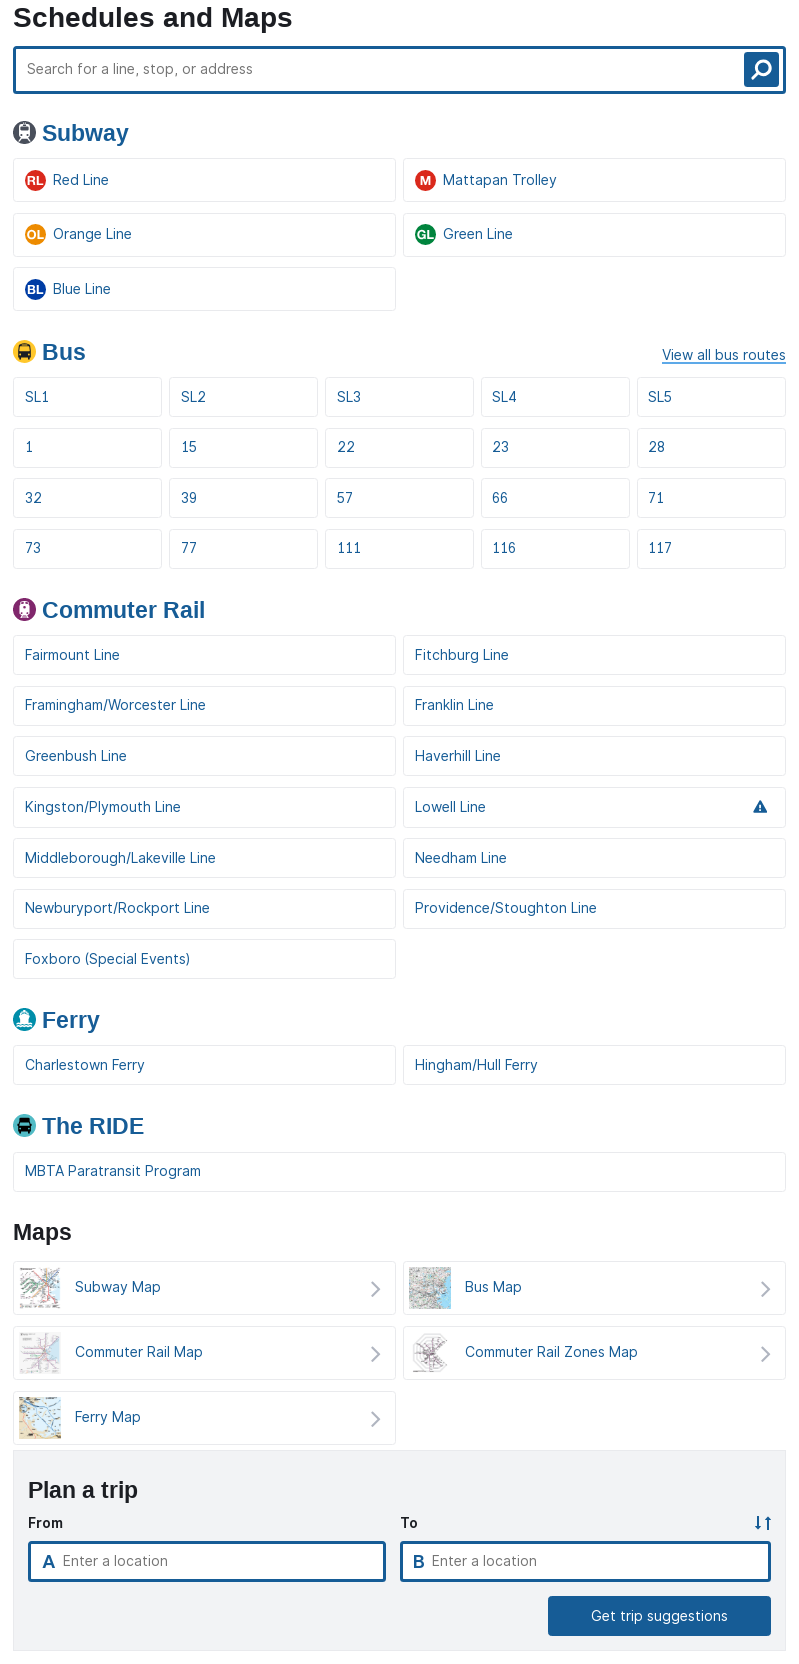 Schedules and Maps
Search for a line, stop, or address
Subway
RL Red Line
M Mattapan Trolley
OL Orange Line
GL Green Line
BL Blue Line
Bus
View all bus routes
SL1 SL2 SL3 SL4 SL5
1 15 22 23 28
32 39 57 66 71
73 77 111 116 117
Commuter Rail
Fairmount Line
Fitchburg Line
Framingham/Worcester Line
Franklin Line
Greenbush Line
Haverhill Line
Kingston/Plymouth Line
Lowell Line
Middleborough/Lakeville Line
Needham Line
Newburyport/Rockport Line
Providence/Stoughton Line
Foxboro (Special Events)
Ferry
Charlestown Ferry
Hingham/Hull Ferry
The RIDE
MBTA Paratransit Program
Maps
Subway Map
Bus Map
Commuter Rail Map
Commuter Rail Zones Map
Ferry Map
Plan a trip
From
To
A Enter a location
B Enter a location
Get trip suggestions